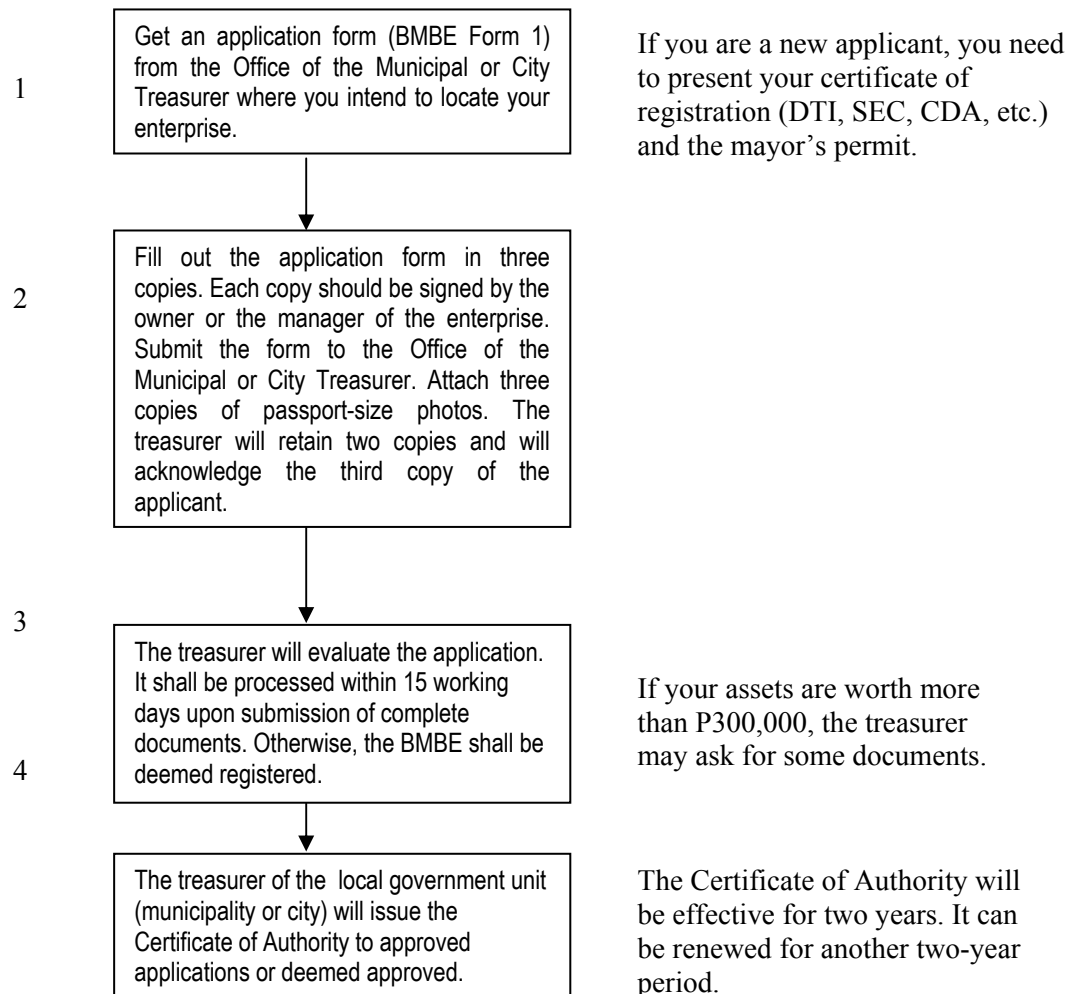 Get an application form (BMBE Form 1)
from the Office of the Municipal or City
Treasurer where you intend to locate your
enterprise.
If you are a new applicant, you need
to present your certificate of
registration (DTI, SEC, CDA, etc.)
and the mayor's permit.
1
Fill out the application form in three
copies. Each copy should be signed by the
owner or the manager of the enterprise.
Submit the form to the Office of the
Municipal or City Treasurer. Attach three
copies of passport-size photos. The
treasurer will retain two copies and will
acknowledge the third copy of the
applicant.
2
3
The treasurer will evaluate the application.
It shall be processed within 15 working
days upon submission of complete
documents. Otherwise, the BMBE shall be
deemed registered.
If your assets are worth more
than P300,000, the treasurer
may ask for some documents.
4
The treasurer of the local government unit
(municipality or city) will issue the
Certificate of Authority to approved
applications or deemed approved.
The Certificate of Authority will
be effective for two years. It can
be renewed for another two-year
period.